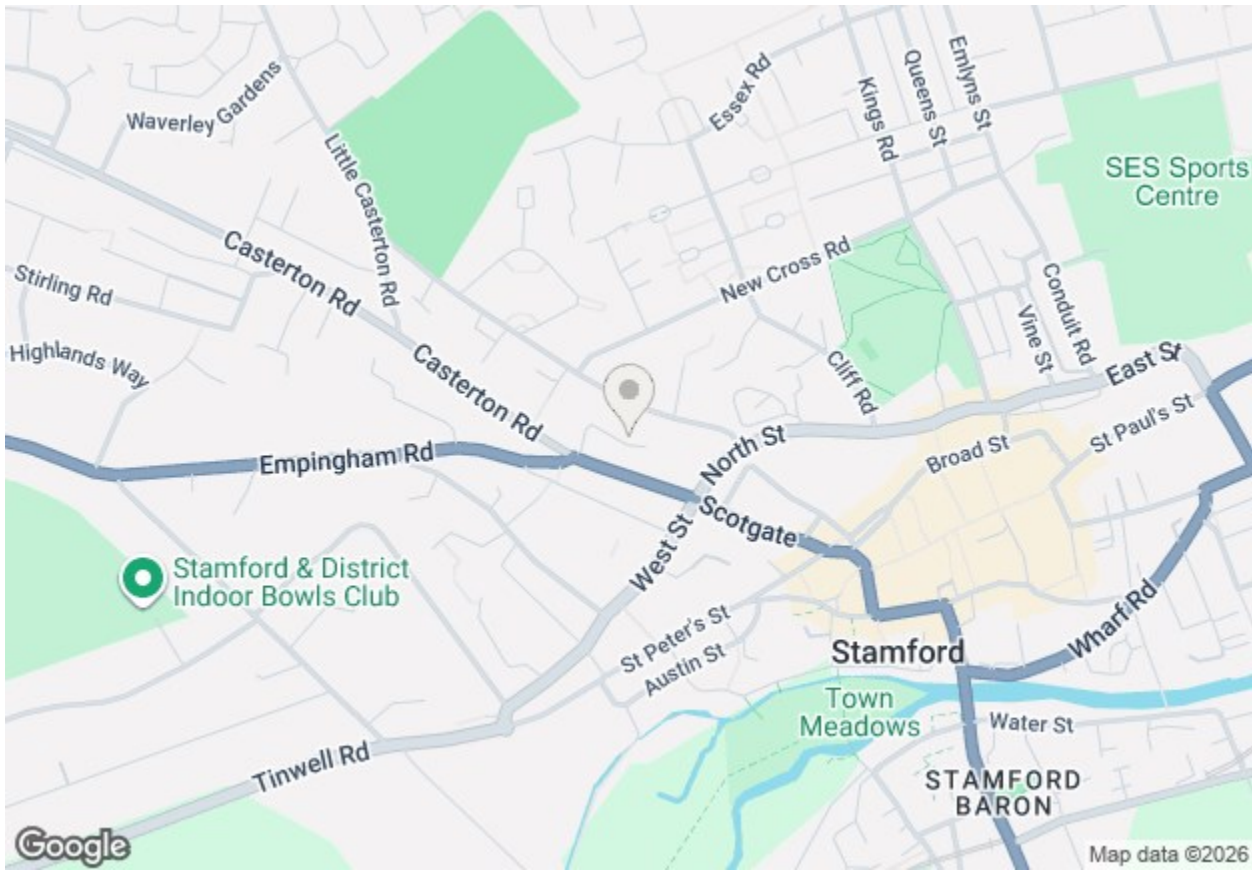 Emlyns St
Queens St
Essex Rd
Kings Rd
Waverley Gardens
Little Casterton Rd
SES Sports
Centre
Casterton Rd
New Cross Rd
Stirling Rd
Conduit Rd
Vine St
Highlands Way
Casterton Rd
Cliff Rd
East St
St Paul's St
North St
Broad St
Empingham Rd
Scotgate
West St
Stamford & District
Indoor Bowls Club
St Peter's St
Austin St
Wharf Rd
Stamford
Town
Meadows
Water St
Tinwell Rd
STAMFORD
BARON
Google
Map data ©2026